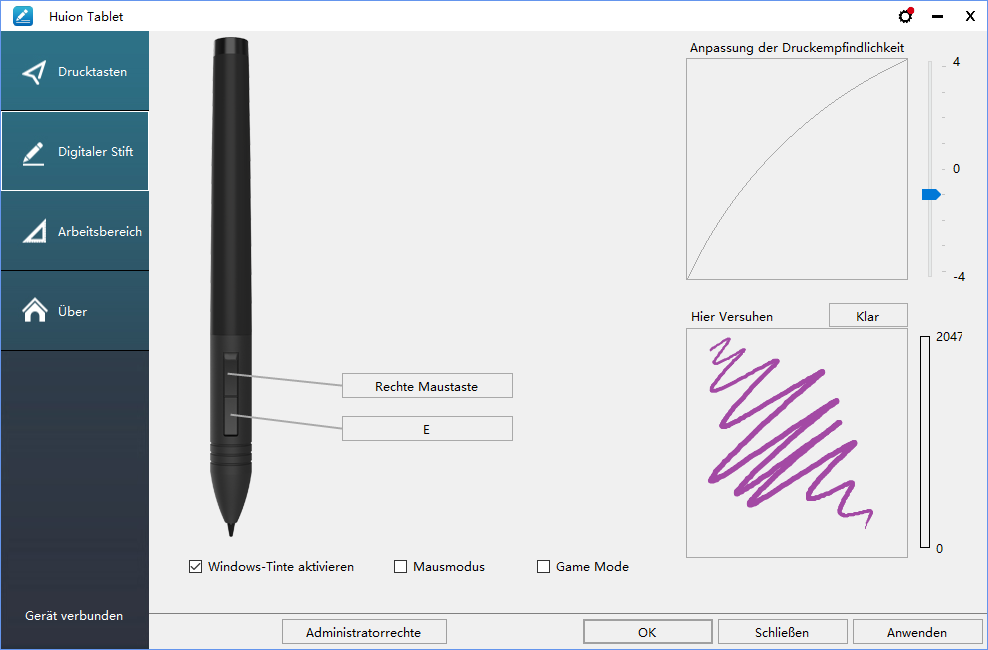 Huion Tablet
Drucktasten
Digitaler Stift
Arbeitsbereich
Über
Gerät verbunden
Rechte Maustaste
E
Windows-Tinte aktivieren
Mausmodus
Game Mode
Anpassung der Druckempfindlichkeit
4
0
-4
Hier Versuhen
Klar
2047
0
Administratorrechte
OK
Schließen
Anwenden